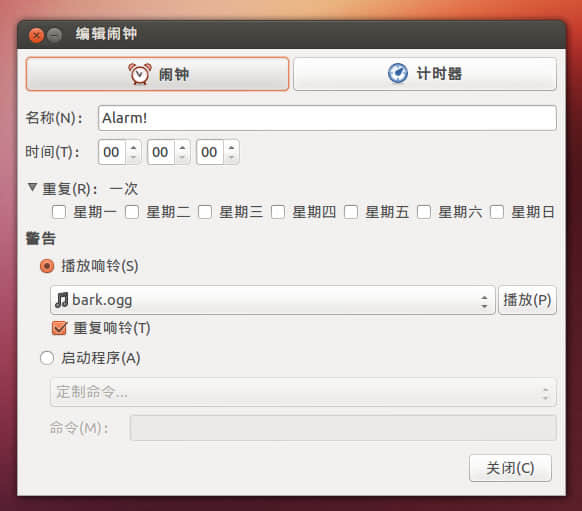 编辑闹钟
闹钟 计时器
名称(N): Alarm!
时间(T): 00 00 00
重复(R): 一次
星期一 星期二 星期三 星期四 星期五 星期六 星期日
警告
播放响铃(S)
bark.ogg 播放(P)
重复响铃(T)
启动程序(A)
定制命令...
命令(M):
关闭(C)